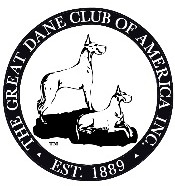 THE GREAT DANE CLUB OF AMERICA INC.
EST. 1889
TM